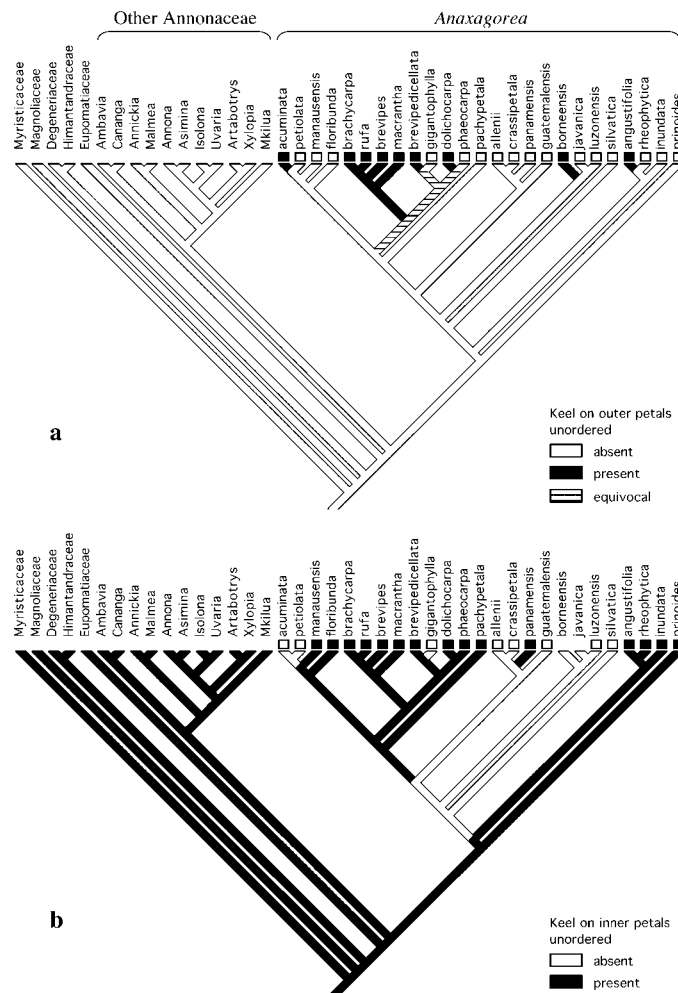 Other Annonaceae
Anaxagorea
Myristicaceae
Magnoliaceae
Degeneriaceae
Himantandraceae
Eupomatiaceae
Ambavia
Cananga
Annickia
Malmea
Annona
Asimina
Isolona
Uvaria
Artabotrys
Xylopia
Mkilua
acuminata
petiolata
manausensis
floribunda
brachycarpa
rufa
brevipes
macrantha
brevipedicellata
gigantophylla
dolichocarpa
phaeocarpa
pachypetala
allenii
crassipetala
panamensis
guatemalensis
borneensis
javanica
luzonensis
silvatica
angustifolia
rheophytica
inundata
prinoides
a
Keel on outer petals
unordered
absent
present
equivocal
Myristicaceae
Magnoliaceae
Degeneriaceae
Himantandraceae
Eupomatiaceae
Ambavia
Cananga
Annickia
Malmea
Annona
Asimina
Isolona
Uvaria
Artabotrys
Xylopia
Mkilua
acuminata
petiolata
manausensis
floribunda
brachycarpa
rufa
brevipes
macrantha
brevipedicellata
gigantophylla
dolichocarpa
phaeocarpa
pachypetala
allenii
crassipetala
panamensis
guatemalensis
borneensis
javanica
luzonensis
silvatica
angustifolia
rheophytica
inundata
prinoides
b
Keel on inner petals
unordered
absent
present